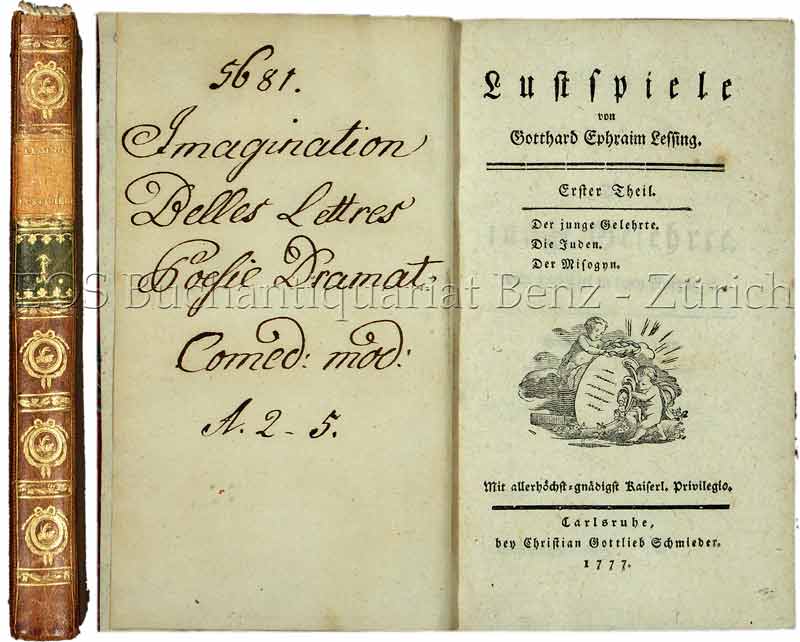 5681.
Imagination
Belles Lettres
Poesie Dramat.
Comed: mod:
A. 2-5.
Lustspiele
von
Gotthard Ephraim Lessing.
Erster Theil.
Der junge Gelehrte.
Die Juden.
Der Misogyn.
Mit allerhöchst-gnädigst Kaiserl. Privilegio.
Carlsruhe,
bey Christian Gottlieb Schmieder.
1777.
EOS Buchantiquariat Benz - Zürich